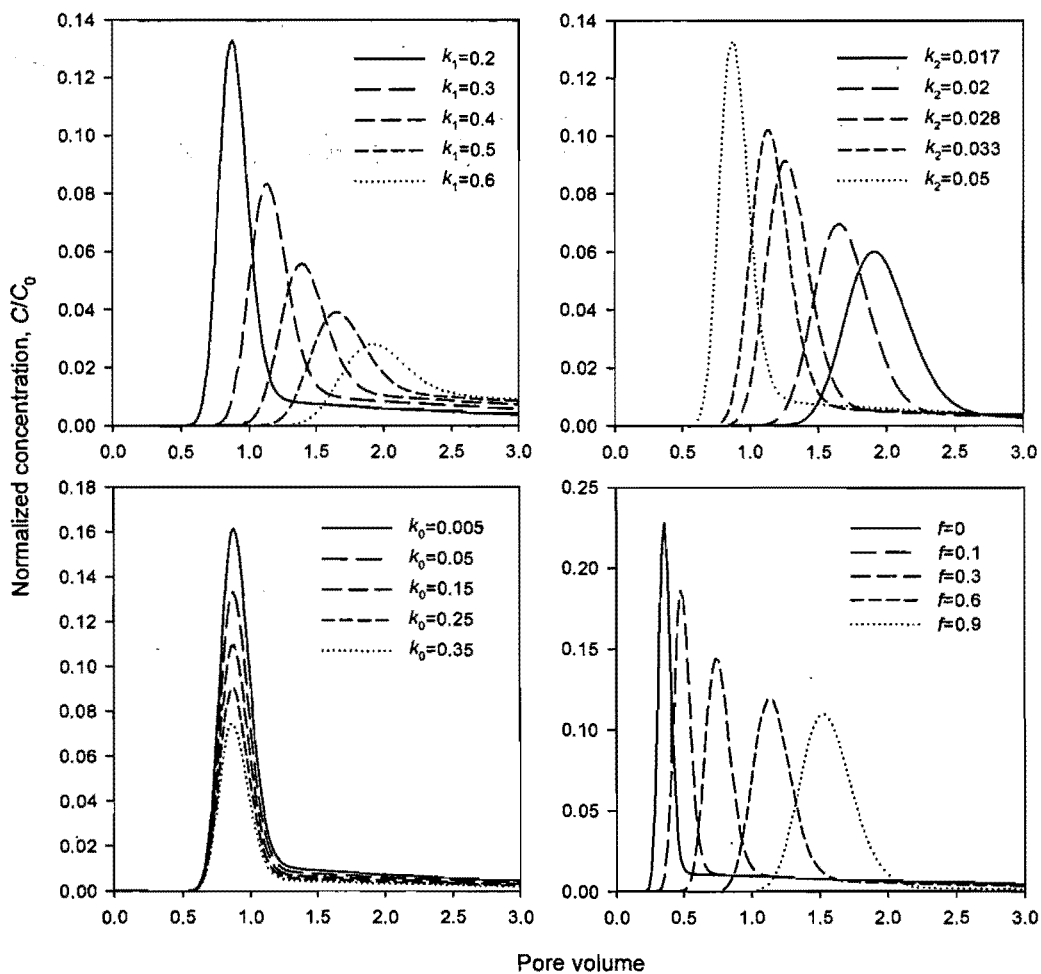 Normalized concentration, C/C₀
0.14
0.12
0.10
0.08
0.06
0.04
0.02
0.00
k₁=0.2
k₁=0.3
k₁=0.4
k₁=0.5
k₁=0.6
0.0 0.5 1.0 1.5 2.0 2.5 3.0
0.14
0.12
0.10
0.08
0.06
0.04
0.02
0.00
k₂=0.017
k₂=0.02
k₂=0.028
k₂=0.033
k₂=0.05
0.0 0.5 1.0 1.5 2.0 2.5 3.0
0.18
0.16
0.14
0.12
0.10
0.08
0.06
0.04
0.02
0.00
k₀=0.005
k₀=0.05
k₀=0.15
k₀=0.25
k₀=0.35
0.0 0.5 1.0 1.5 2.0 2.5 3.0
0.25
0.20
0.15
0.10
0.05
0.00
f=0
f=0.1
f=0.3
f=0.6
f=0.9
0.0 0.5 1.0 1.5 2.0 2.5 3.0
Pore volume